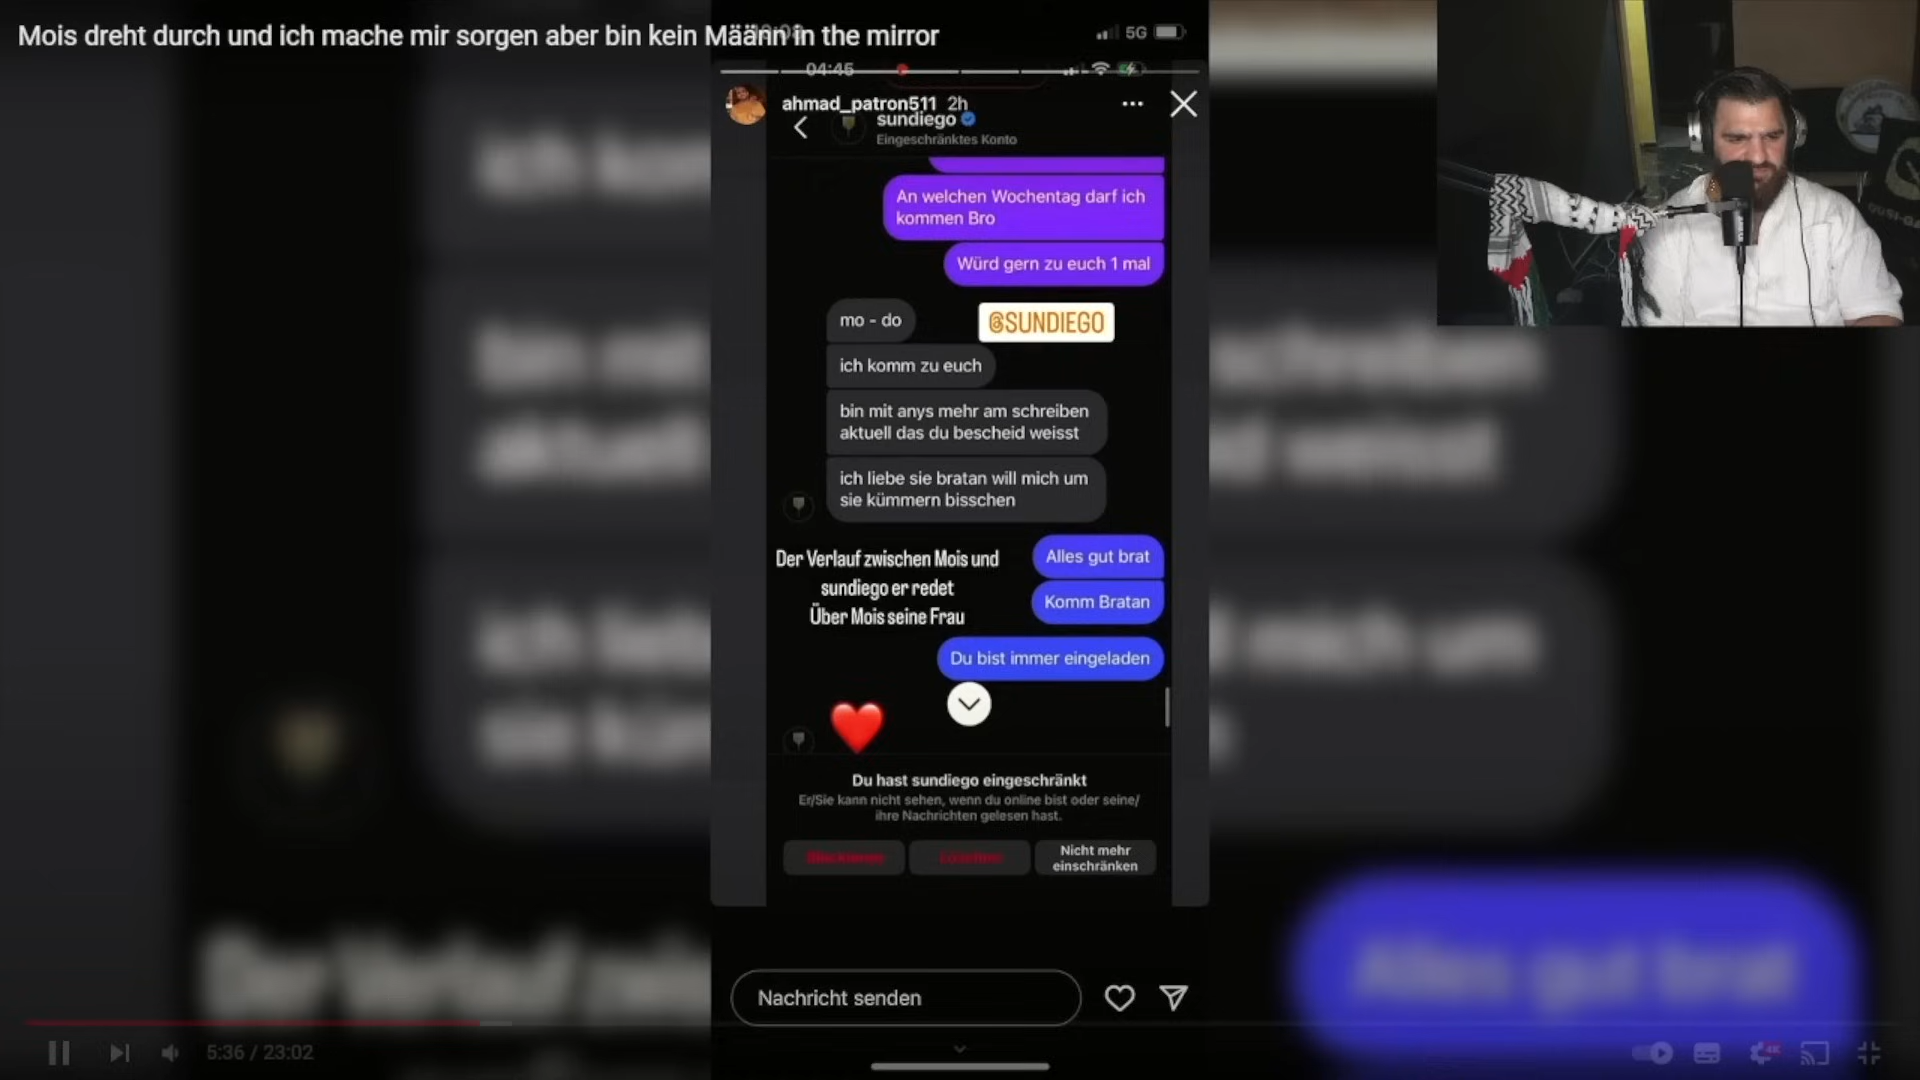 Mois dreht durch und ich mache mir sorgen aber bin kein Määnn in the mirror
5G
04:45
ahmad_patron511 2h
sundiego
Eingeschränktes Konto
An welchen Wochentag darf ich
kommen Bro
Würd gern zu euch 1 mal
mo - do
@SUNDIEGO
ich komm zu euch
bin mit anys mehr am schreiben
aktuell das du bescheid weisst
ich liebe sie bratan will mich um
sie kümmern bisschen
Alles gut brat
Der Verlauf zwischen Mois und
sundiego er redet
Über Mois seine Frau
Komm Bratan
Du bist immer eingeladen
Du hast sundiego eingeschränkt
Er/Sie kann nicht sehen, wenn du online bist oder seine/
ihre Nachrichten gelesen hast.
Nicht mehr
einschränken
Nachricht senden
5:36 / 23:02